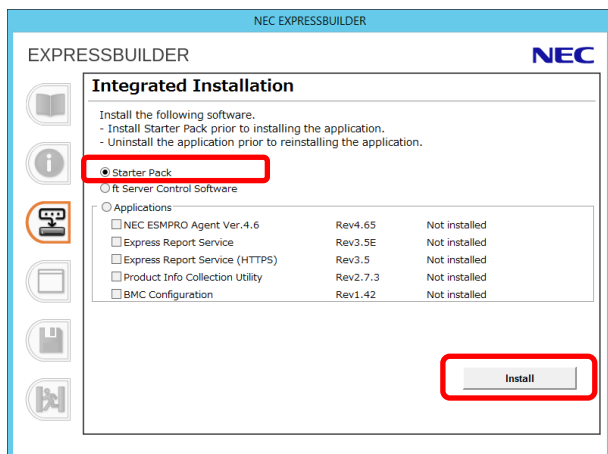 NEC EXPRESSBUILDER
EXPRESSBUILDER NEC
Integrated Installation
Install the following software.
- Install Starter Pack prior to installing the application.
- Uninstall the application prior to reinstalling the application.
Starter Pack
ft Server Control Software
Applications
NEC ESMPRO Agent Ver.4.6 Rev4.65 Not installed
Express Report Service Rev3.5E Not installed
Express Report Service (HTTPS) Rev3.5 Not installed
Product Info Collection Utility Rev2.7.3 Not installed
BMC Configuration Rev1.42 Not installed
Install